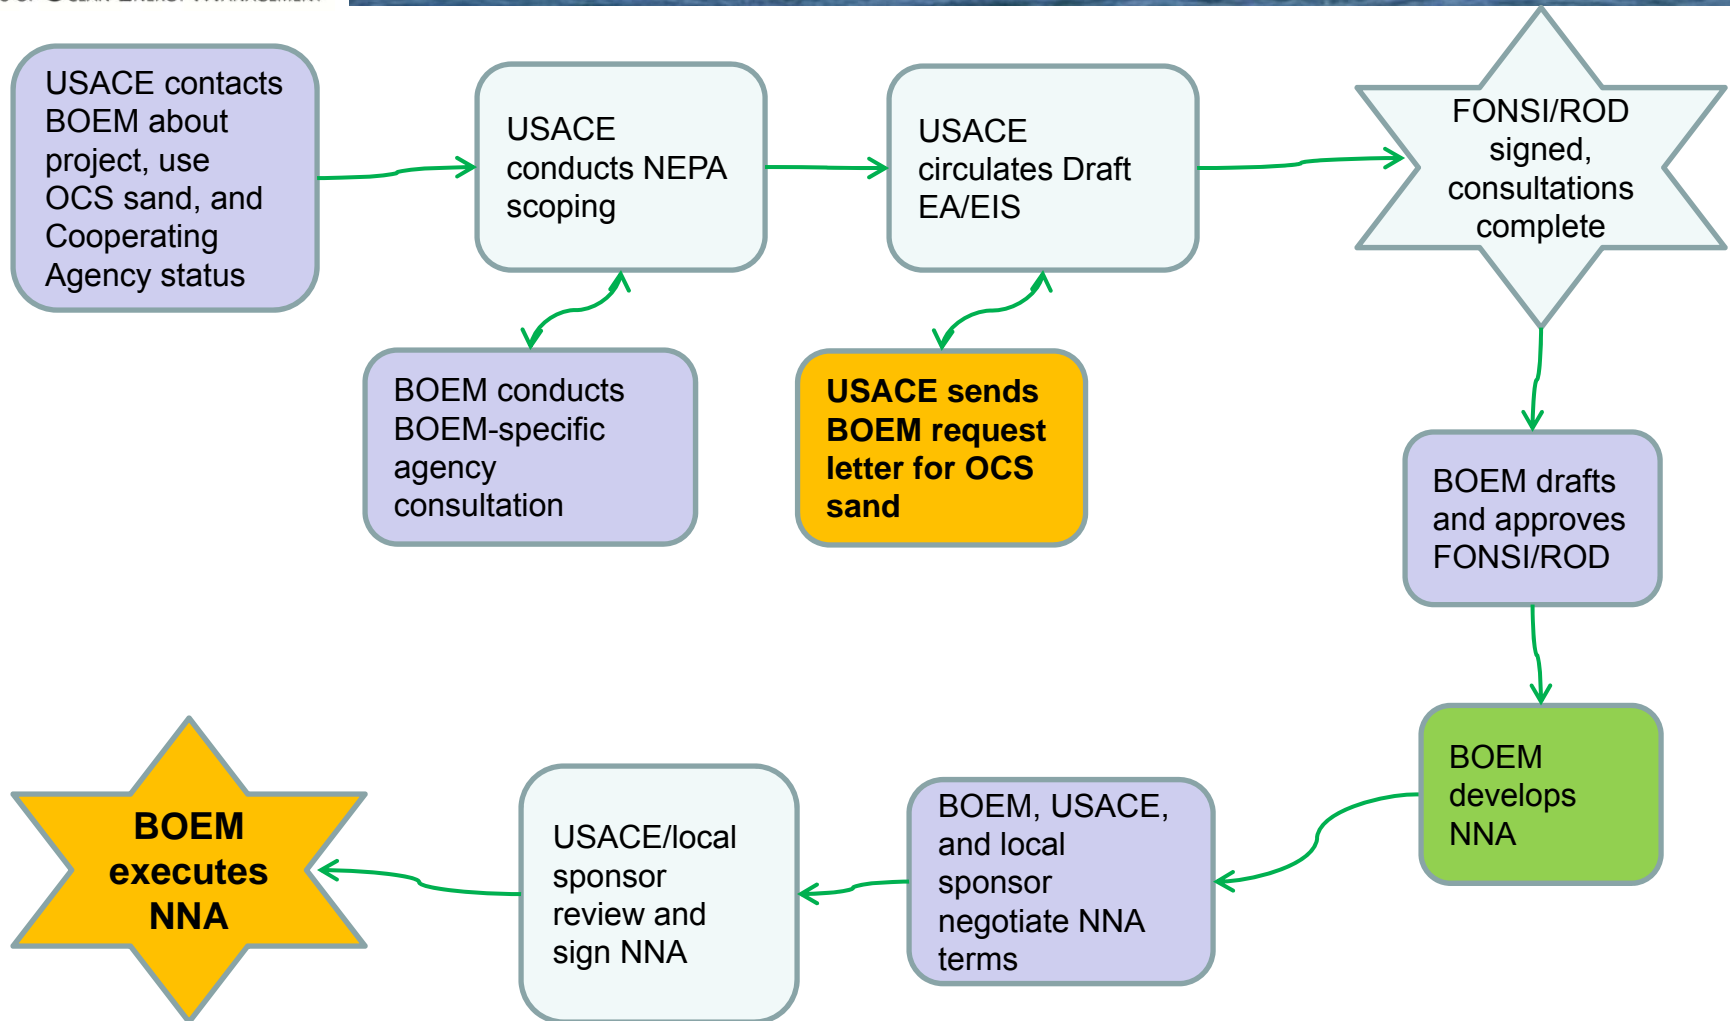 USACE contacts
BOEM about
project, use
OCS sand, and
Cooperating
Agency status
USACE
conducts NEPA
scoping
USACE
circulates Draft
EA/EIS
FONSI/ROD
signed,
consultations
complete
BOEM conducts
BOEM-specific
agency
consultation
USACE sends
BOEM request
letter for OCS
sand
BOEM drafts
and approves
FONSI/ROD
BOEM
develops
NNA
BOEM, USACE,
and local
sponsor
negotiate NNA
terms
USACE/local
sponsor
review and
sign NNA
BOEM
executes
NNA